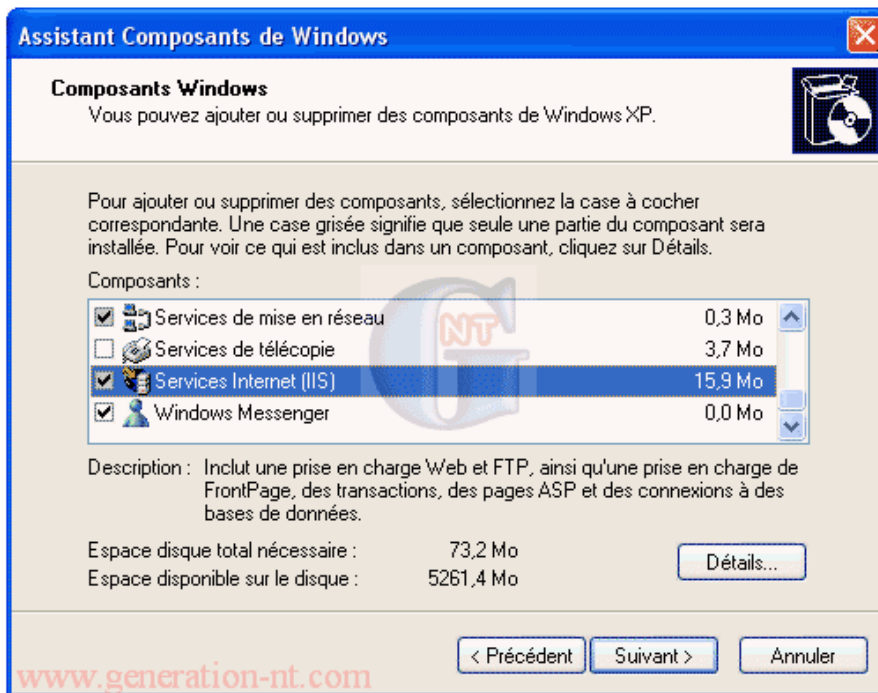 Assistant Composants de Windows
Composants Windows
Vous pouvez ajouter ou supprimer des composants de Windows XP.
Pour ajouter ou supprimer des composants, sélectionnez la case à cocher
correspondante. Une case grisée signifie que seule une partie du composant sera
installée. Pour voir ce qui est inclus dans un composant, cliquez sur Détails.
Composants :
Services de mise en réseau 0,3 Mo
Services de télécopie 3,7 Mo
Services Internet (IIS) 15,9 Mo
Windows Messenger 0,0 Mo
G NT
Description : Inclut une prise en charge Web et FTP, ainsi qu'une prise en charge de
FrontPage, des transactions, des pages ASP et des connexions à des
bases de données.
Espace disque total nécessaire : 73,2 Mo
Espace disponible sur le disque : 5261,4 Mo
Détails...
< Précédent Suivant > Annuler
www.generation-nt.com